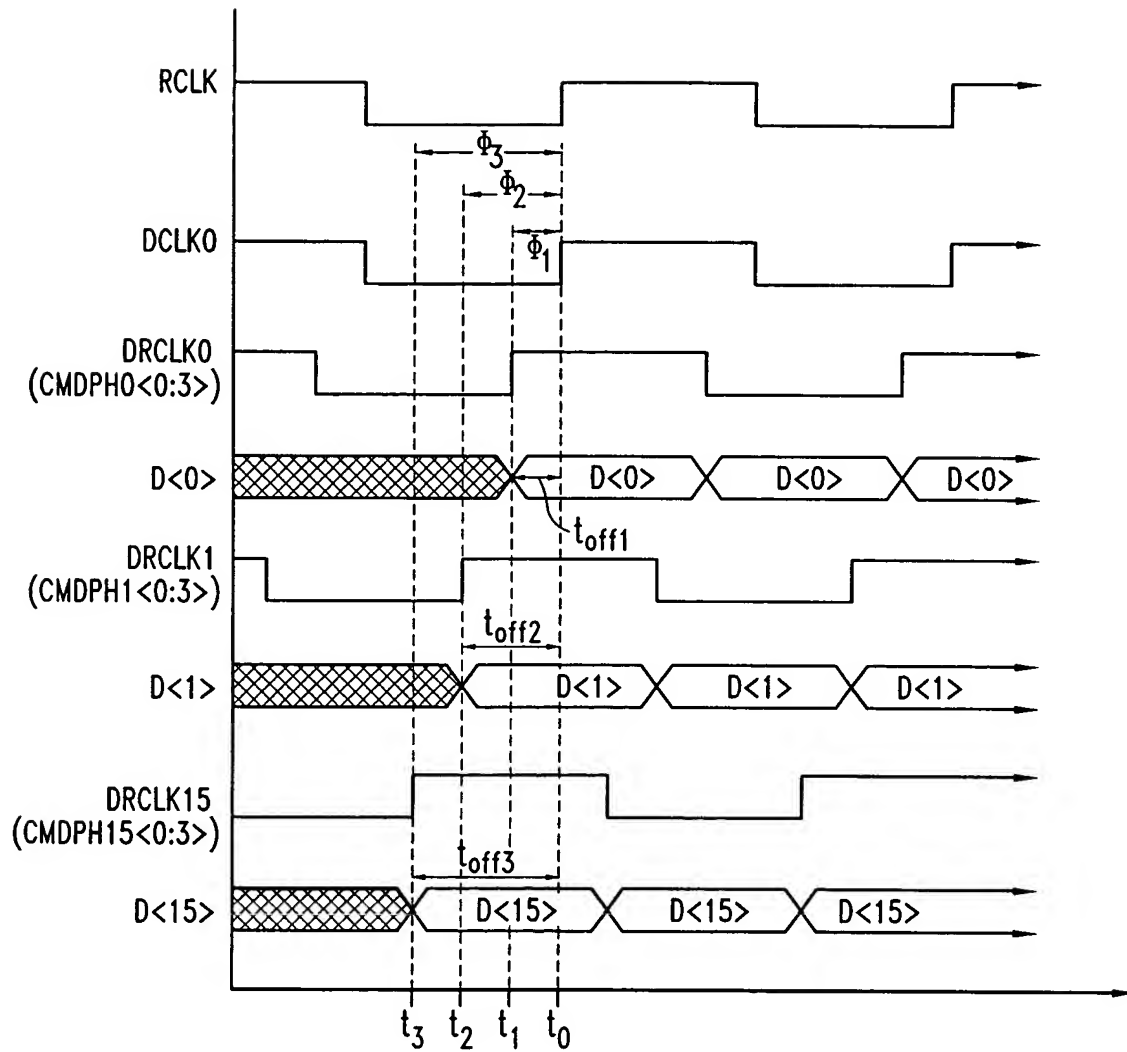 RCLK
Φ3
Φ2
DCLK0
Φ1
DRCLK0
(CMDPH0<0:3>)
D<0>
D<0>
D<0>
D<0>
toff1
DRCLK1
(CMDPH1<0:3>)
toff2
D<1>
D<1>
D<1>
D<1>
DRCLK15
(CMDPH15<0:3>)
toff3
D<15>
D<15>
D<15>
D<15>
t3 t2 t1 t0